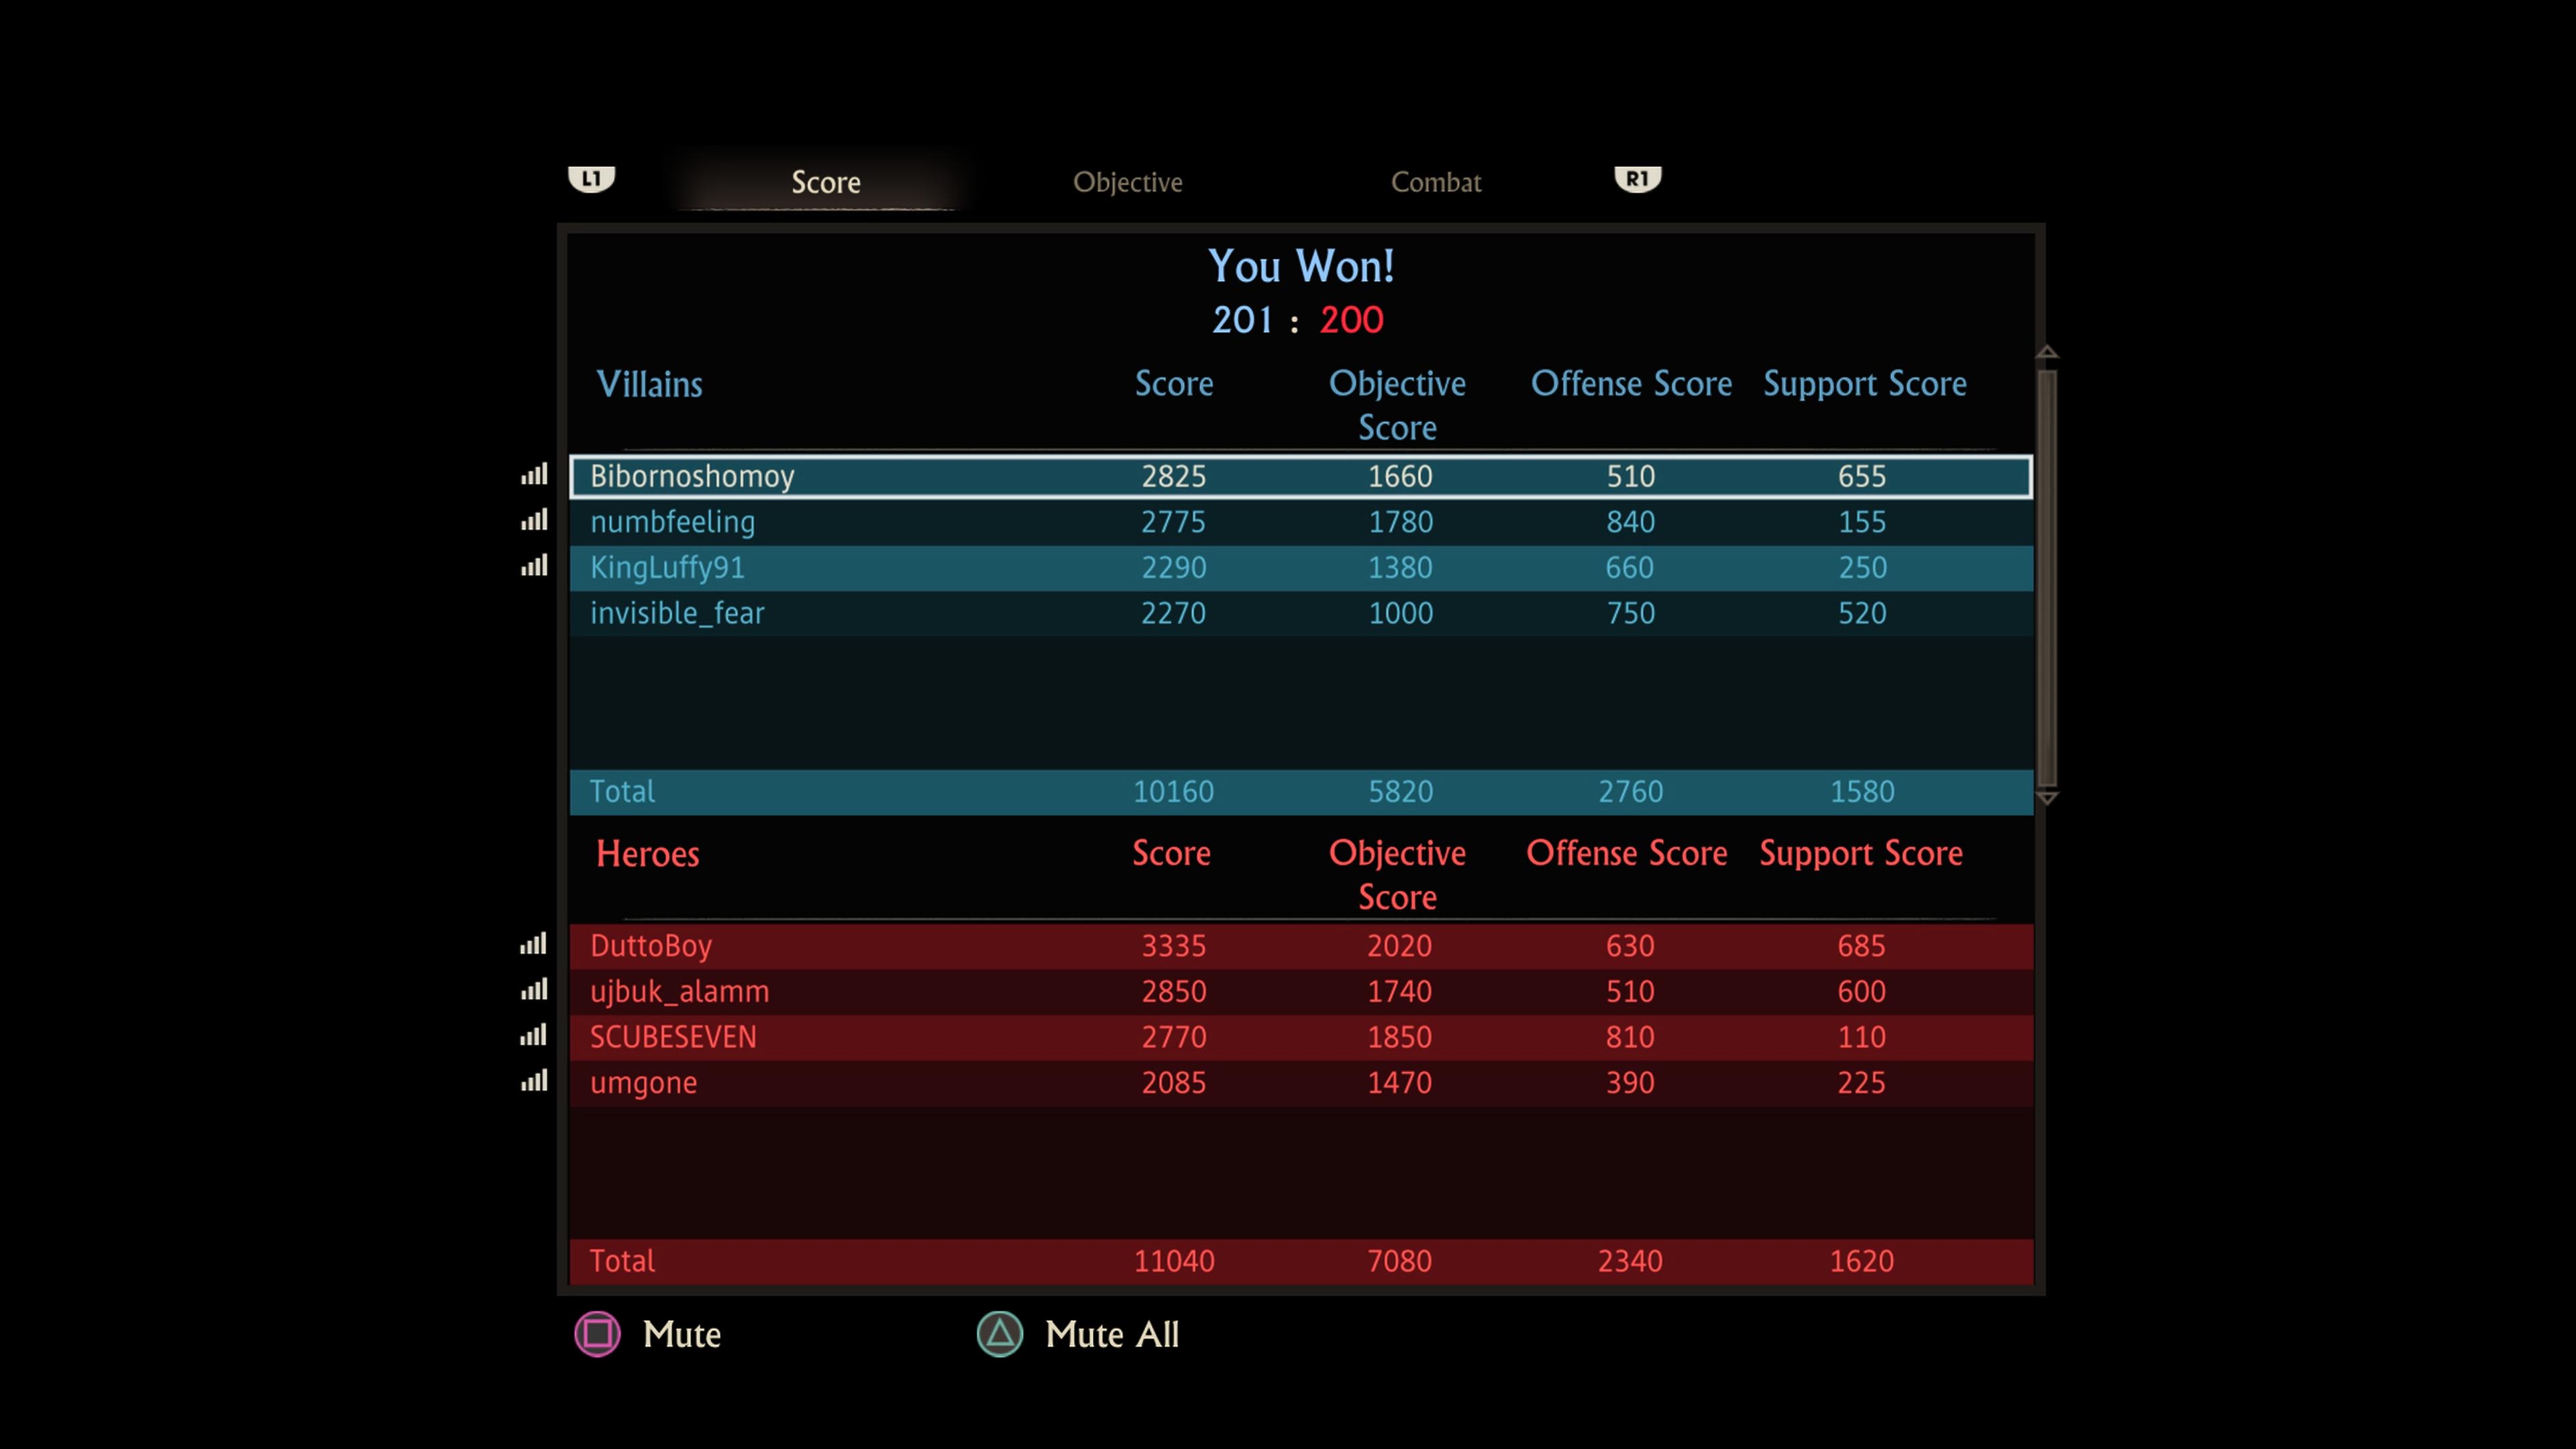 L1 Score Objective Combat R1
You Won!
201 : 200
Villains Score Objective Score Offense Score Support Score
Bibornoshomoy 2825 1660 510 655
numbfeeling 2775 1780 840 155
KingLuffy91 2290 1380 660 250
invisible_fear 2270 1000 750 520
Total 10160 5820 2760 1580
Heroes Score Objective Score Offense Score Support Score
DuttoBoy 3335 2020 630 685
ujbuk_alamm 2850 1740 510 600
SCUBESEVEN 2770 1850 810 110
umgone 2085 1470 390 225
Total 11040 7080 2340 1620
Mute Mute All